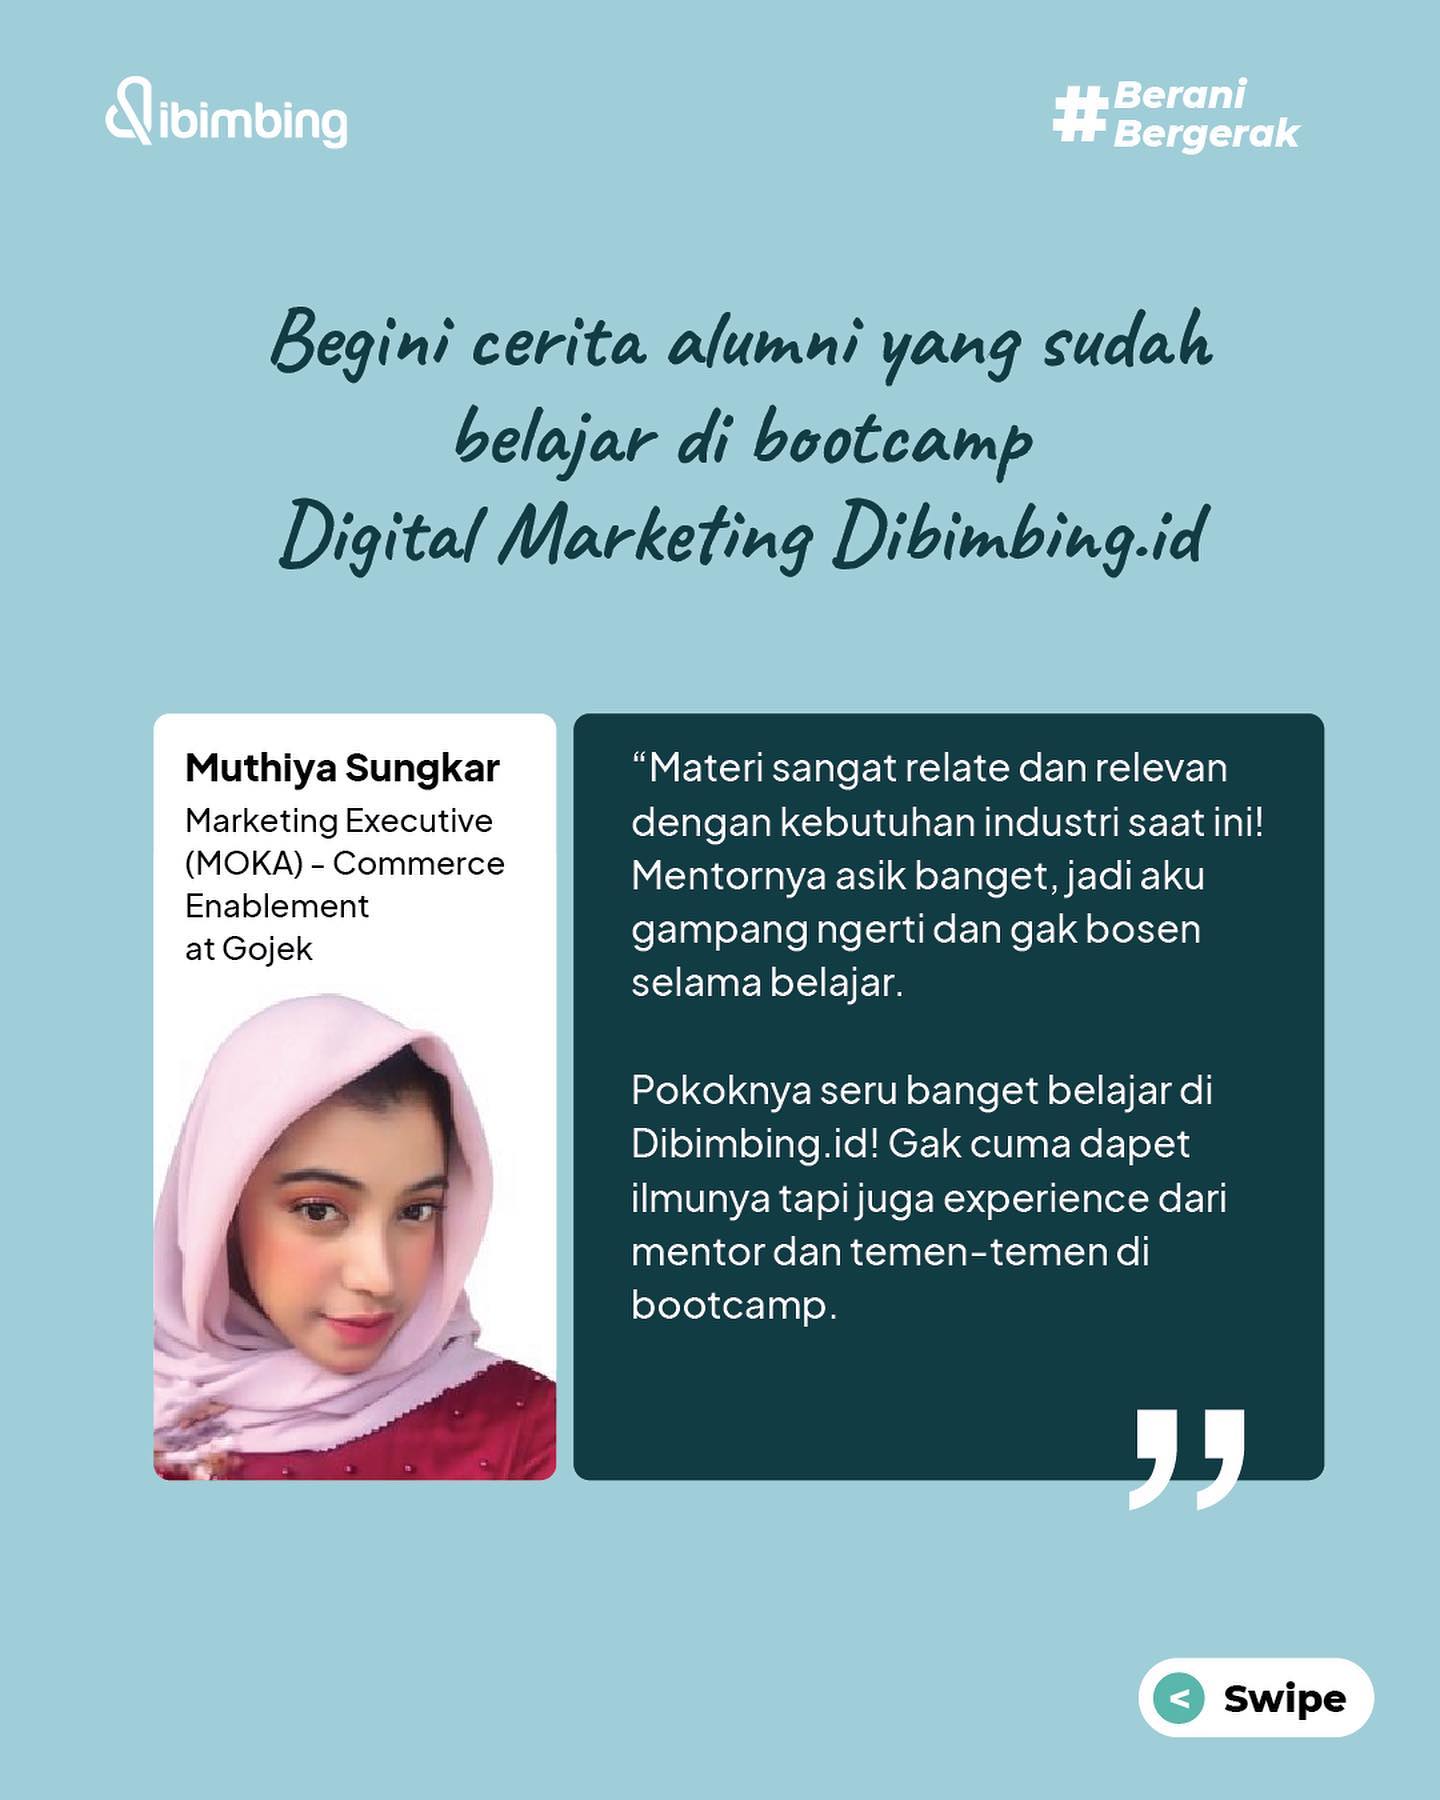 Dibimbing
#Berani
Bergerak
Begini cerita alumni yang sudah
belajar di bootcamp
Digital Marketing Dibimbing.id
Muthiya Sungkar
Marketing Executive
(MOKA) - Commerce
Enablement
at Gojek
“Materi sangat relate dan relevan
dengan kebutuhan industri saat ini!
Mentornya asik banget, jadi aku
gampang ngerti dan gak bosen
selama belajar.
Pokoknya seru banget belajar di
Dibimbing.id! Gak cuma dapet
ilmunya tapi juga experience dari
mentor dan temen-temen di
bootcamp.
”
< Swipe